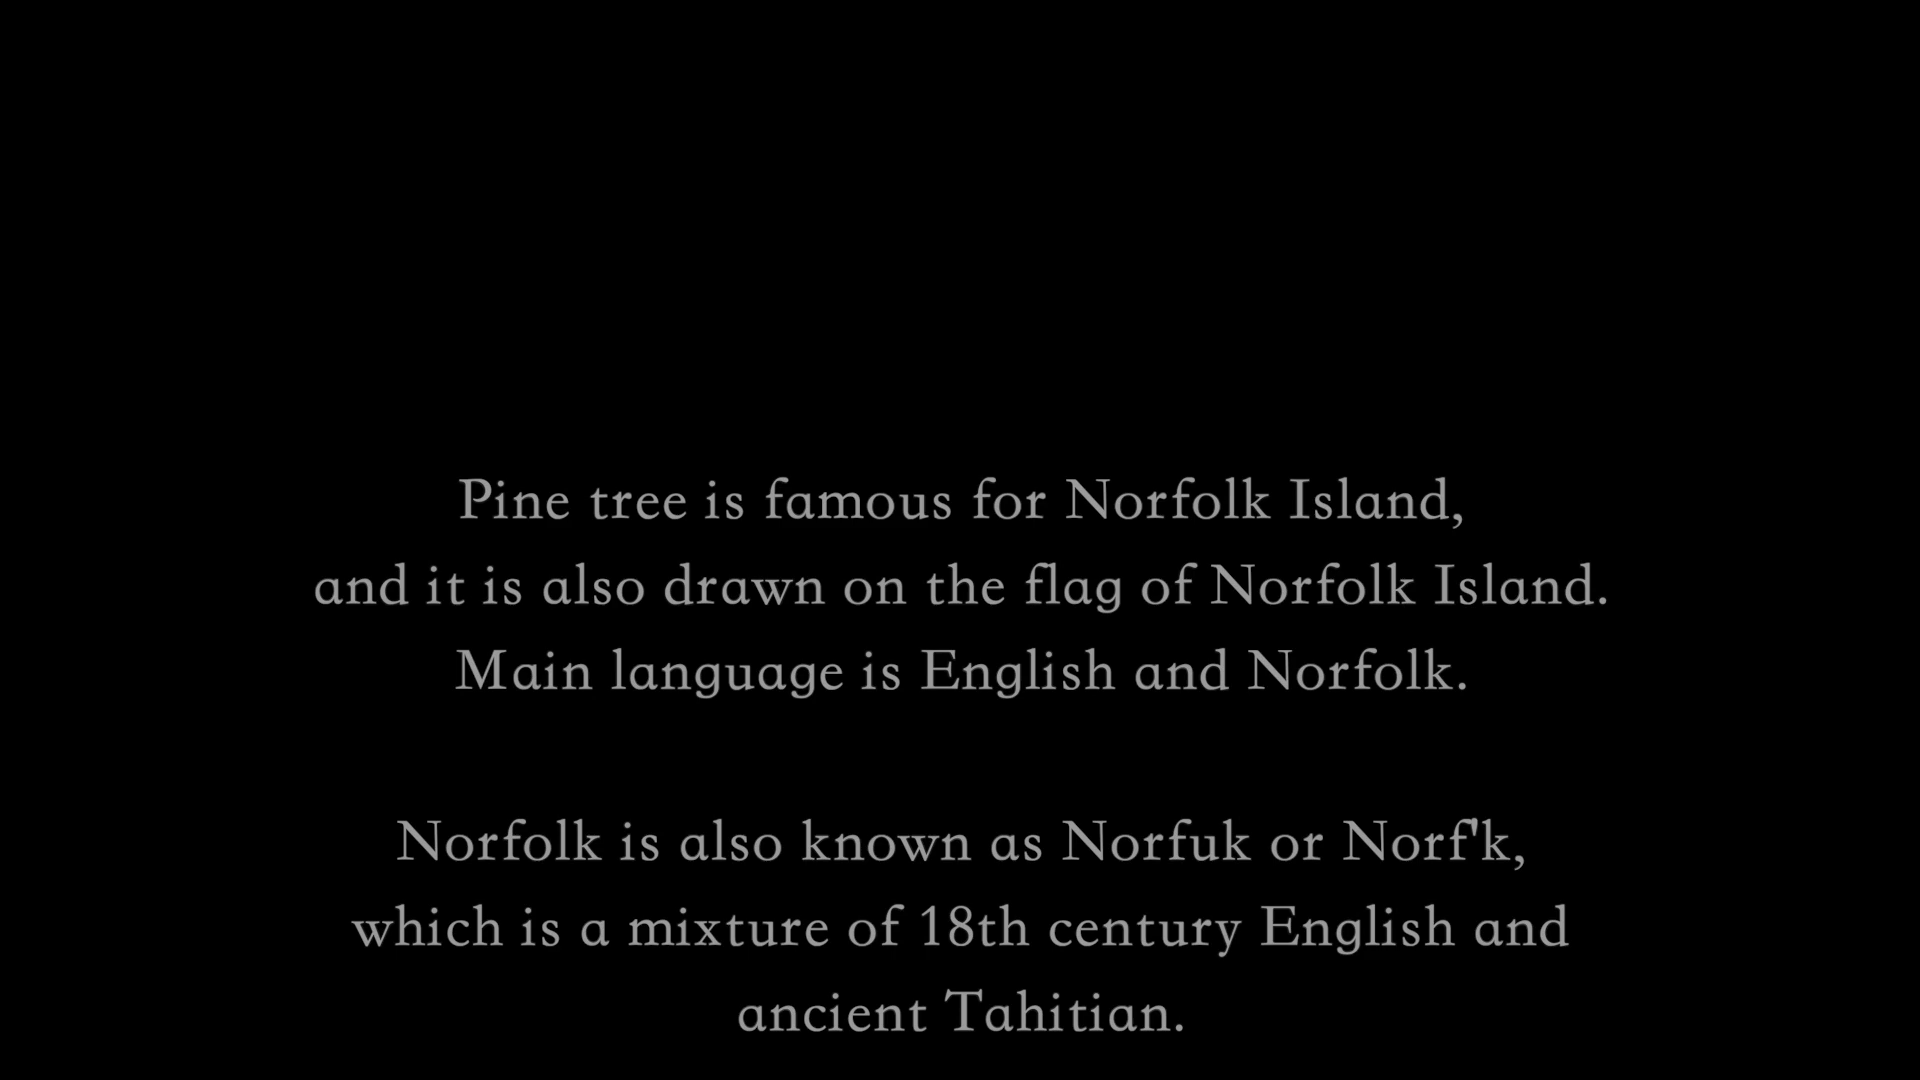 Pine tree is famous for Norfolk Island,
and it is also drawn on the flag of Norfolk Island.
Main language is English and Norfolk.
Norfolk is also known as Norfuk or Norf'k,
which is a mixture of 18th century English and
ancient Tahitian.